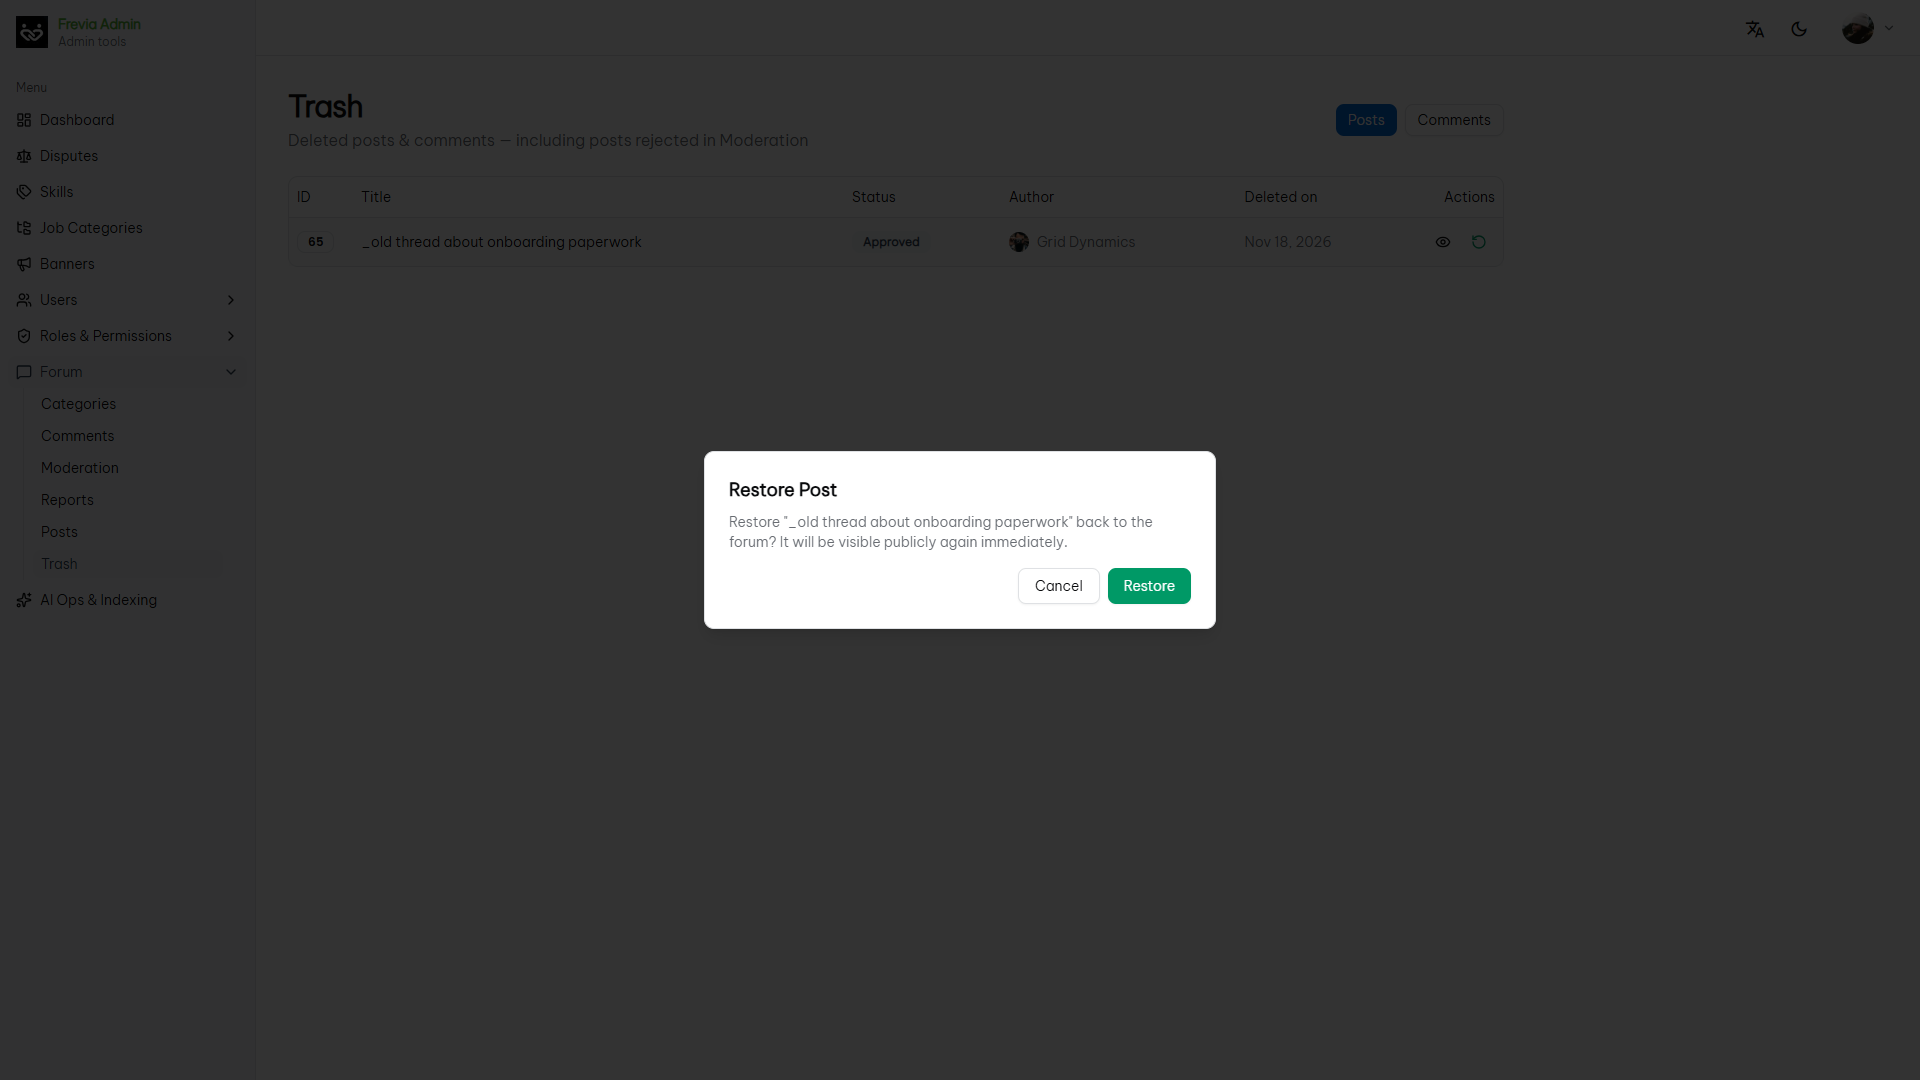 Frevia Admin
Admin tools
Menu
Dashboard
Disputes
Skills
Job Categories
Banners
Users
Roles & Permissions
Forum
Categories
Comments
Moderation
Reports
Posts
Trash
AI Ops & Indexing
Trash
Deleted posts & comments — including posts rejected in Moderation
Posts Comments
ID Title Status Author Deleted on Actions
65 _old thread about onboarding paperwork Approved Grid Dynamics Nov 18, 2026
Restore Post
Restore "_old thread about onboarding paperwork" back to the
forum? It will be visible publicly again immediately.
Cancel Restore